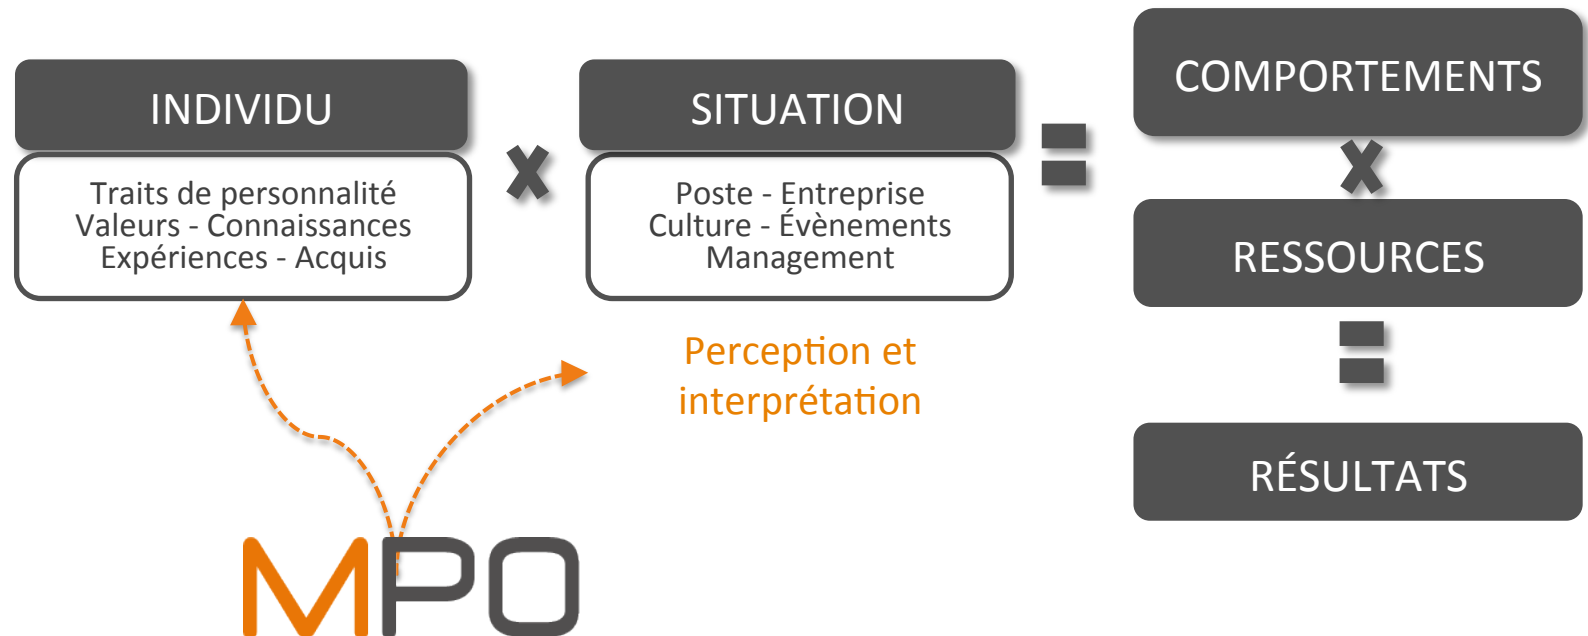 INDIVIDU
Traits de personnalité
Valeurs - Connaissances
Expériences - Acquis
SITUATION
Poste - Entreprise
Culture - Évènements
Management
Perception et
interprétation
COMPORTEMENTS
RESSOURCES
RÉSULTATS
MPO